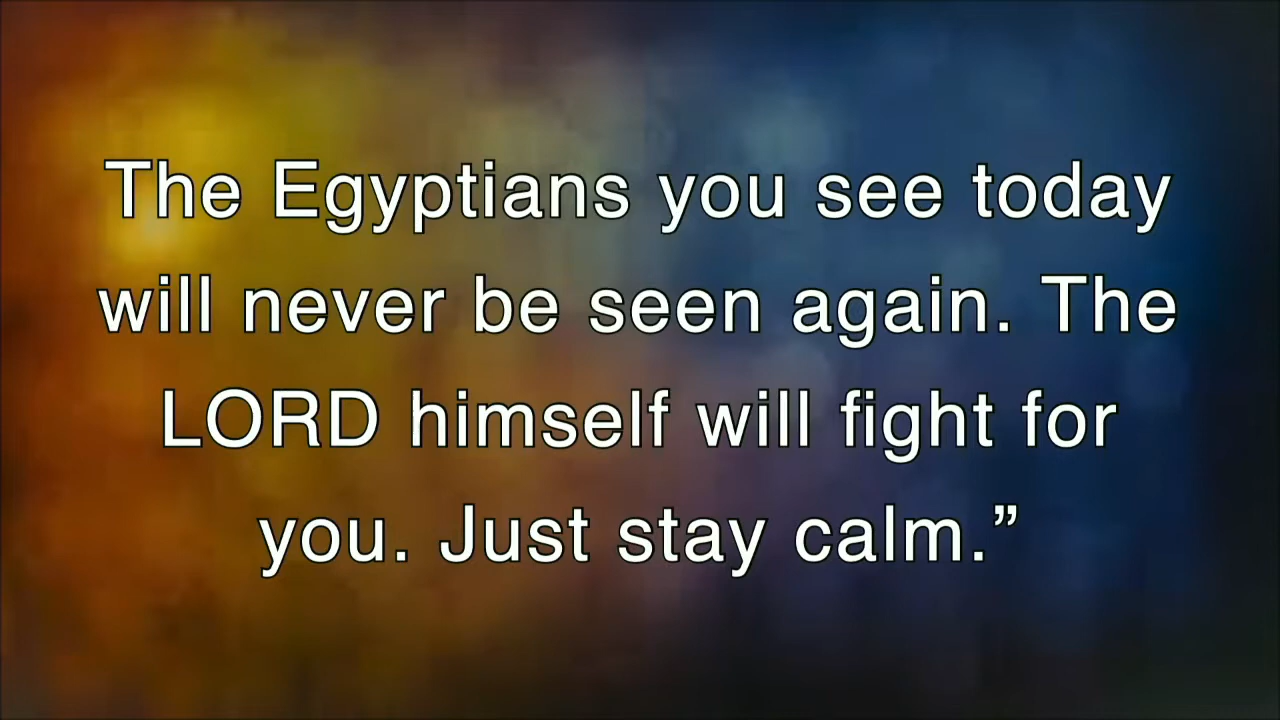 The Egyptians you see today
will never be seen again. The
LORD himself will fight for
you. Just stay calm.”